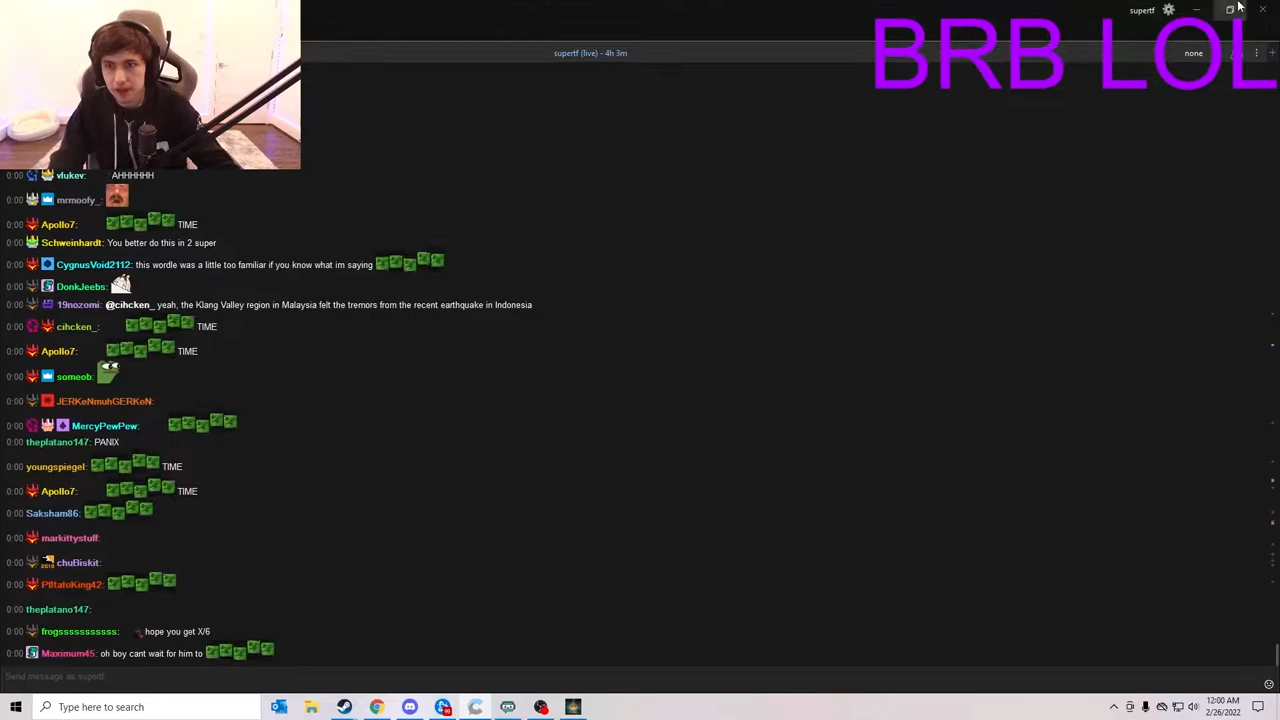 supertf
supertf (live) - 4h 3m
none
BRB LOL
0:00 vlukev: AHHHHHH
0:00 mrmoofy_:
0:00 Apollo7: TIME
0:00 Schweinhardt: You better do this in 2 super
0:00 CygnusVoid2112: this wordle was a little too familiar if you know what im saying
0:00 DonkJeebs:
0:00 19nozomi: @cihcken_ yeah, the Klang Valley region in Malaysia felt the tremors from the recent earthquake in Indonesia
0:00 cihcken_: TIME
0:00 Apollo7: TIME
0:00 someob:
0:00 JERKeNmuhGERKeN:
0:00 MercyPewPew:
0:00 theplatano147: PANIX
0:00 youngspiegel: TIME
0:00 Apollo7: TIME
0:00 Saksham86:
0:00 markittystuff:
0:00 2019 chuBiskit:
0:00 P0tatoKing42:
0:00 theplatano147:
0:00 frogsssssssssss: hope you get X/6
0:00 Maximum45: oh boy cant wait for him to
Send message as supertf
Type here to search
12:00 AM
2/26/2022